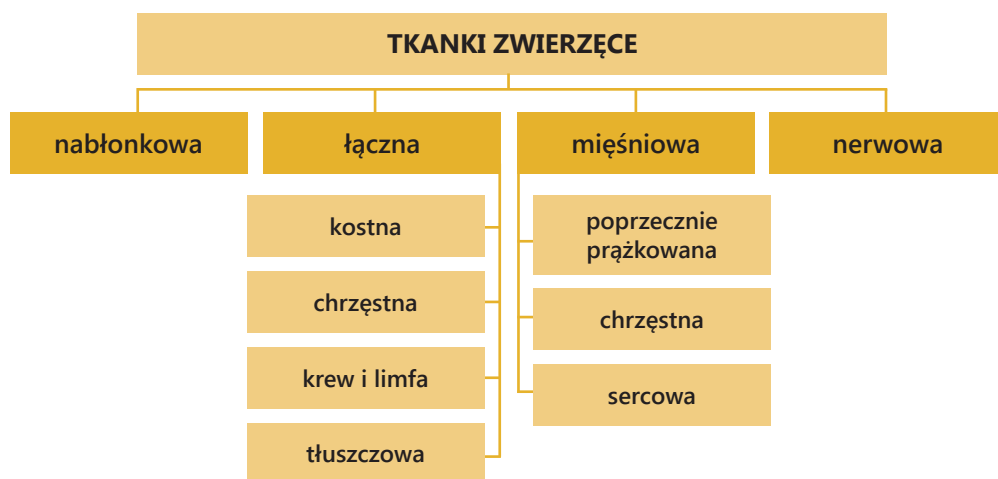 TKANKI ZWIERZĘCE
nabłonkowa
łączna
mięśniowa
nerwowa
kostna
chrzęstna
krew i limfa
tłuszczowa
poprzecznie
prążkowana
chrzęstna
sercowa